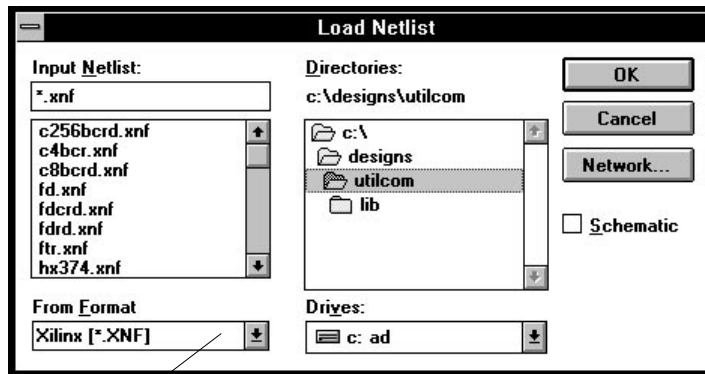 Load Netlist
Input Netlist:
*.xnf
c256bcrd.xnf
c4bcr.xnf
c8bcrd.xnf
fd.xnf
fdcrd.xnf
fdrd.xnf
ftr.xnf
hx374.xnf
From Format
Xilinx [*.XNF]
Directories:
c:\designs\utilcom
c:\
designs
utilcom
lib
Drives:
c: ad
OK
Cancel
Network...
Schematic